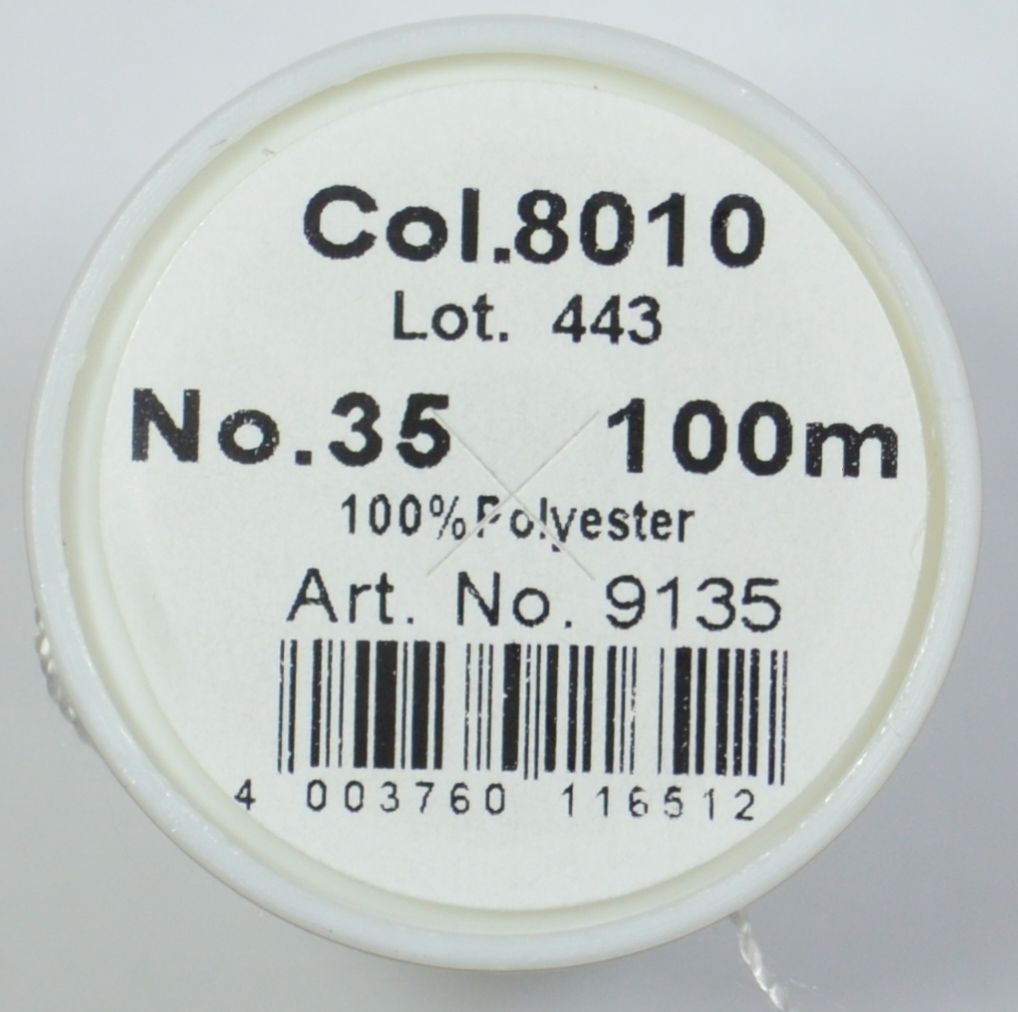 Col.8010
Lot. 443
No.35 100m
100%Polyester
Art. No. 9135
4 003760 116512